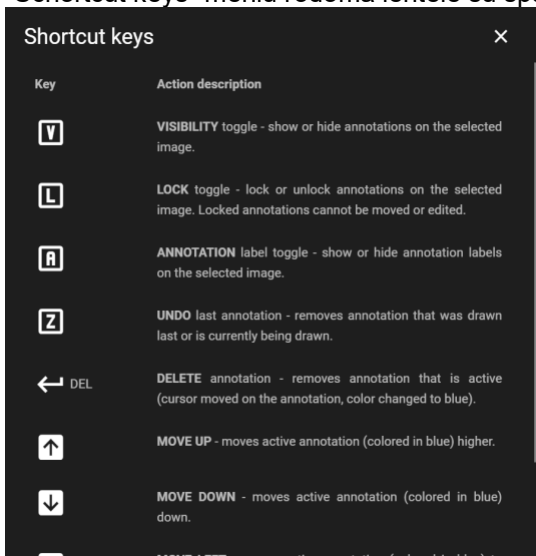 Shortcut keys
Key Action description
V VISIBILITY toggle - show or hide annotations on the selected
image.
L LOCK toggle - lock or unlock annotations on the selected
image. Locked annotations cannot be moved or edited.
A ANNOTATION label toggle - show or hide annotation labels
on the selected image.
Z UNDO last annotation - removes annotation that was drawn
last or is currently being drawn.
DEL DELETE annotation - removes annotation that is active
(cursor moved on the annotation, color changed to blue).
MOVE UP - moves active annotation (colored in blue) higher.
MOVE DOWN - moves active annotation (colored in blue)
down.